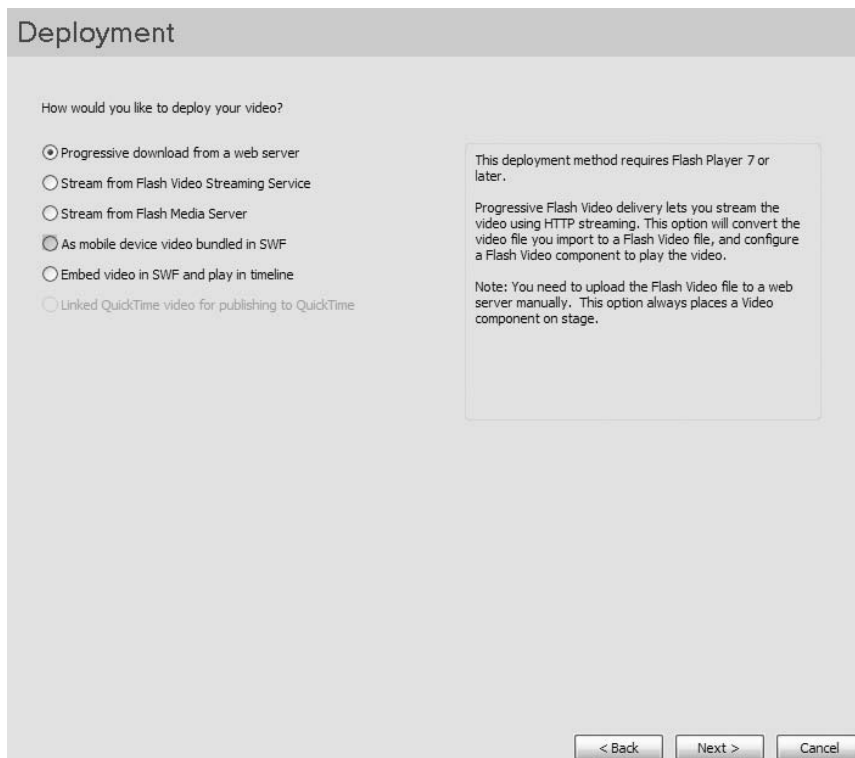 Deployment
How would you like to deploy your video?
Progressive download from a web server
Stream from Flash Video Streaming Service
Stream from Flash Media Server
As mobile device video bundled in SWF
Embed video in SWF and play in timeline
Linked QuickTime video for publishing to QuickTime
This deployment method requires Flash Player 7 or
later.
Progressive Flash Video delivery lets you stream the
video using HTTP streaming. This option will convert the
video file you import to a Flash Video file, and configure
a Flash Video component to play the video.
Note: You need to upload the Flash Video file to a web
server manually. This option always places a Video
component on stage.
< Back
Next >
Cancel